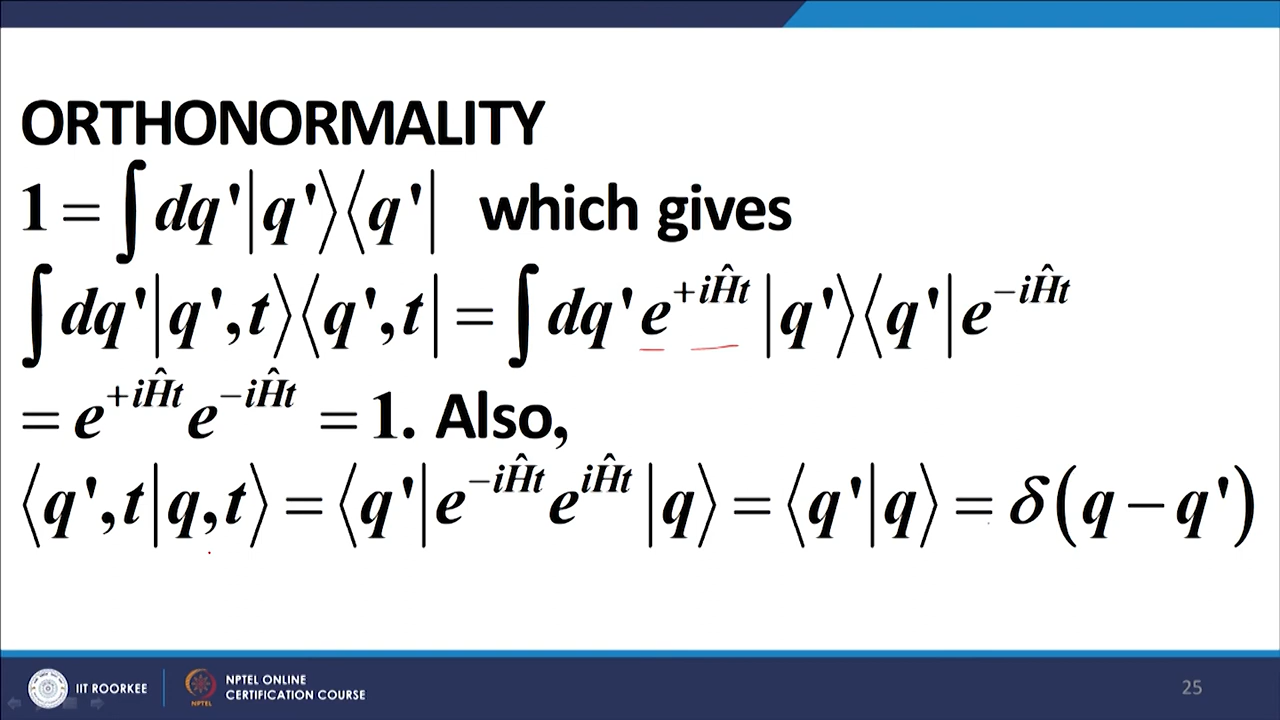 ORTHONORMALITY
1 = ∫ dq' |q'⟩⟨q'| which gives
∫ dq' |q',t⟩⟨q',t| = ∫ dq' e^{+iĤt} |q'⟩⟨q'| e^{−iĤt}
= e^{+iĤt} e^{−iĤt} = 1. Also,
⟨q',t|q,t⟩ = ⟨q'| e^{−iĤt} e^{iĤt} |q⟩ = ⟨q'|q⟩ = δ(q − q')
IIT ROORKEE
NPTEL
NPTEL ONLINE
CERTIFICATION COURSE
25